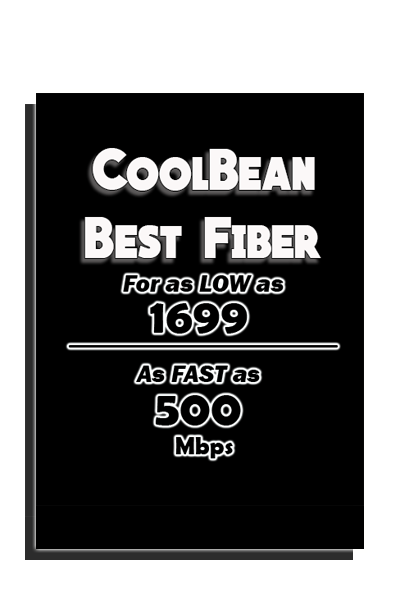 CoolBean
Best Fiber
For as LOW as
1699
As FAST as
500
Mbps